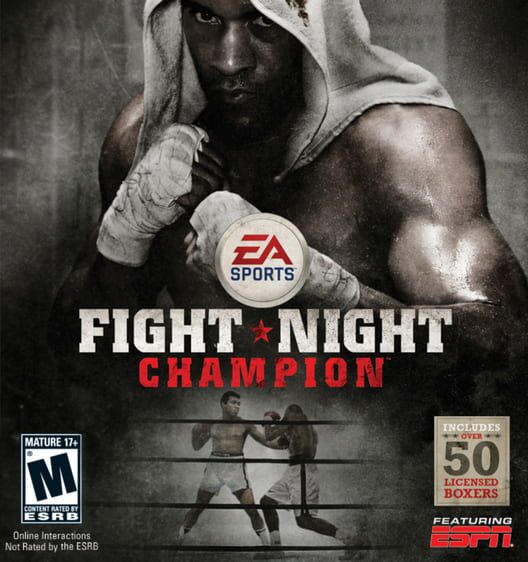 EA
SPORTS
FIGHT NIGHT
CHAMPION
MATURE 17+
M
CONTENT RATED BY
ESRB
Online Interactions
Not Rated by the ESRB
INCLUDES
OVER
50
LICENSED
BOXERS
FEATURING
ESPN